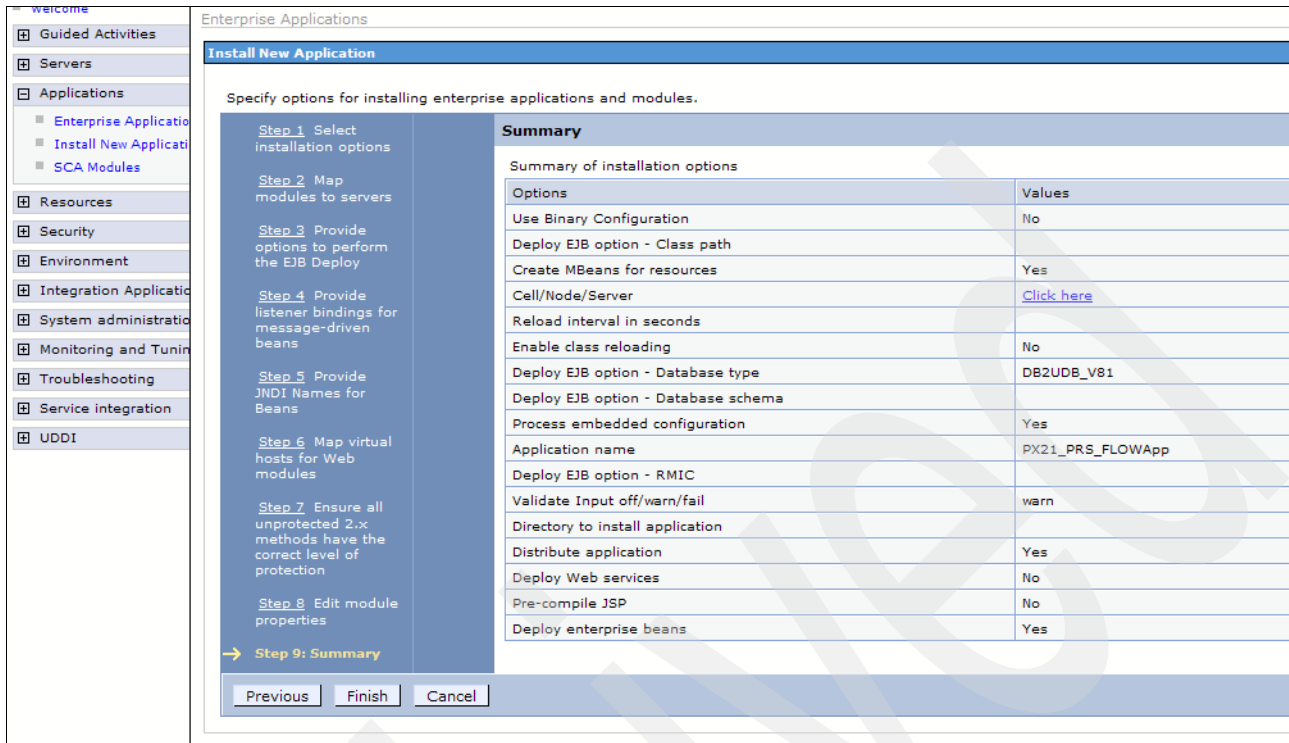 Welcome
Guided Activities
Servers
Applications
Enterprise Applicatio
Install New Applicati
SCA Modules
Resources
Security
Environment
Integration Applicatio
System administratio
Monitoring and Tunin
Troubleshooting
Service integration
UDDI
Enterprise Applications
Install New Application
Specify options for installing enterprise applications and modules.
Step 1 Select
installation options
Step 2 Map
modules to servers
Step 3 Provide
options to perform
the EJB Deploy
Step 4 Provide
listener bindings for
message-driven
beans
Step 5 Provide
JNDI Names for
Beans
Step 6 Map virtual
hosts for Web
modules
Step 7 Ensure all
unprotected 2.x
methods have the
correct level of
protection
Step 8 Edit module
properties
Step 9: Summary
Summary
Summary of installation options
Options Values
Use Binary Configuration No
Deploy EJB option - Class path
Create MBeans for resources Yes
Cell/Node/Server Click here
Reload interval in seconds
Enable class reloading No
Deploy EJB option - Database type DB2UDB_V81
Deploy EJB option - Database schema
Process embedded configuration Yes
Application name PX21_PRS_FLOWApp
Deploy EJB option - RMIC
Validate Input off/warn/fail warn
Directory to install application
Distribute application Yes
Deploy Web services No
Pre-compile JSP No
Deploy enterprise beans Yes
Previous Finish Cancel